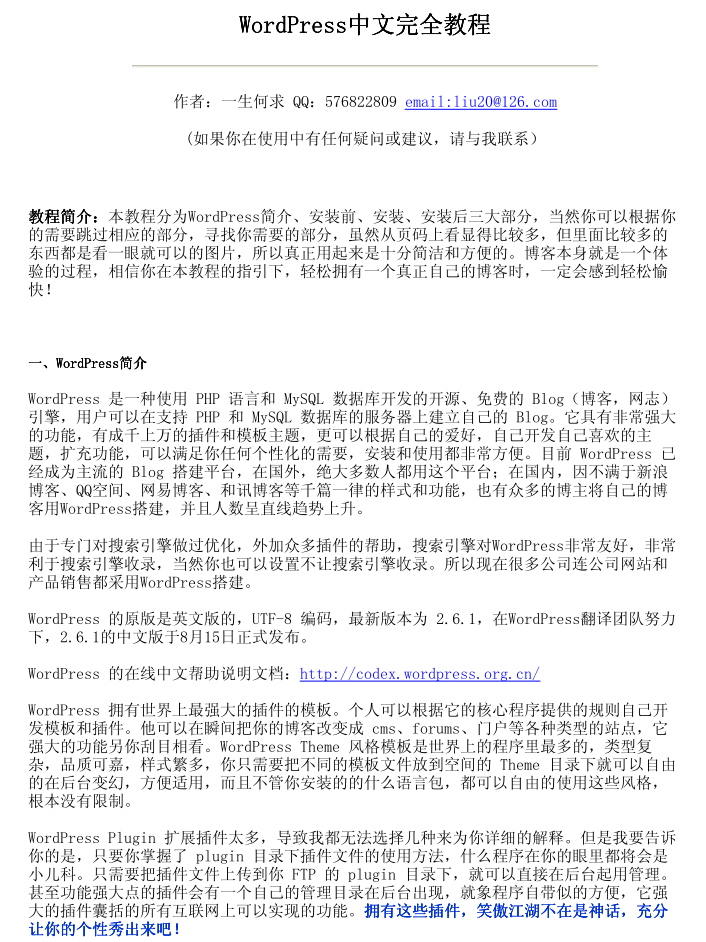 WordPress中文完全教程
作者：一生何求 QQ：576822809 email:liu20@126.com
（如果你在使用中有任何疑问或建议，请与我联系）
教程简介：本教程分为WordPress简介、安装前、安装、安装后三大部分，当然你可以根据你
的需要跳过相应的部分，寻找你需要的部分，虽然从页码上看显得比较多，但里面比较多的
东西都是看一眼就可以的图片，所以真正用起来是十分简洁和方便的。博客本身就是一个体
验的过程，相信你在本教程的指引下，轻松拥有一个真正自己的博客时，一定会感到轻松愉
快！
一、WordPress简介
WordPress 是一种使用 PHP 语言和 MySQL 数据库开发的开源、免费的 Blog（博客，网志）
引擎，用户可以在支持 PHP 和 MySQL 数据库的服务器上建立自己的 Blog。它具有非常强大
的功能，有成千上万的插件和模板主题，更可以根据自己的爱好，自己开发自己喜欢的主
题，扩充功能，可以满足你任何个性化的需要，安装和使用都非常方便。目前 WordPress 已
经成为主流的 Blog 搭建平台，在国外，绝大多数人都用这个平台；在国内，因不满于新浪
博客、QQ空间、网易博客、和讯博客等千篇一律的样式和功能，也有众多的博主将自己的博
客用WordPress搭建，并且人数呈直线趋势上升。
由于专门对搜索引擎做过优化，外加众多插件的帮助，搜索引擎对WordPress非常友好，非常
利于搜索引擎收录，当然你也可以设置不让搜索引擎收录。所以现在很多公司连公司网站和
产品销售都采用WordPress搭建。
WordPress 的原版是英文版的，UTF-8 编码，最新版本为 2.6.1，在WordPress翻译团队努力
下，2.6.1的中文版于8月15日正式发布。
WordPress 的在线中文帮助说明文档：http://codex.wordpress.org.cn/
WordPress 拥有世界上最强大的插件的模板。个人可以根据它的核心程序提供的规则自己开
发模板和插件。他可以在瞬间把你的博客改变成 cms、forums、门户等各种类型的站点，它
强大的功能另你刮目相看。WordPress Theme 风格模板是世界上的程序里最多的，类型复
杂，品质可嘉，样式繁多，你只需要把不同的模板文件放到空间的 Theme 目录下就可以自由
的在后台变幻，方便适用，而且不管你安装的的什么语言包，都可以自由的使用这些风格，
根本没有限制。
WordPress Plugin 扩展插件太多，导致我都无法选择几种来为你详细的解释。但是我要告诉
你的是，只要你掌握了 plugin 目录下插件文件的使用方法，什么程序在你的眼里都将会是
小儿科。只需要把插件文件上传到你 FTP 的 plugin 目录下，就可以直接在后台起用管理。
甚至功能强大点的插件会有一个自己的管理目录在后台出现，就象程序自带似的方便，它强
大的插件囊括的所有互联网上可以实现的功能。拥有这些插件，笑傲江湖不在是神话，充分
让你的个性秀出来吧！